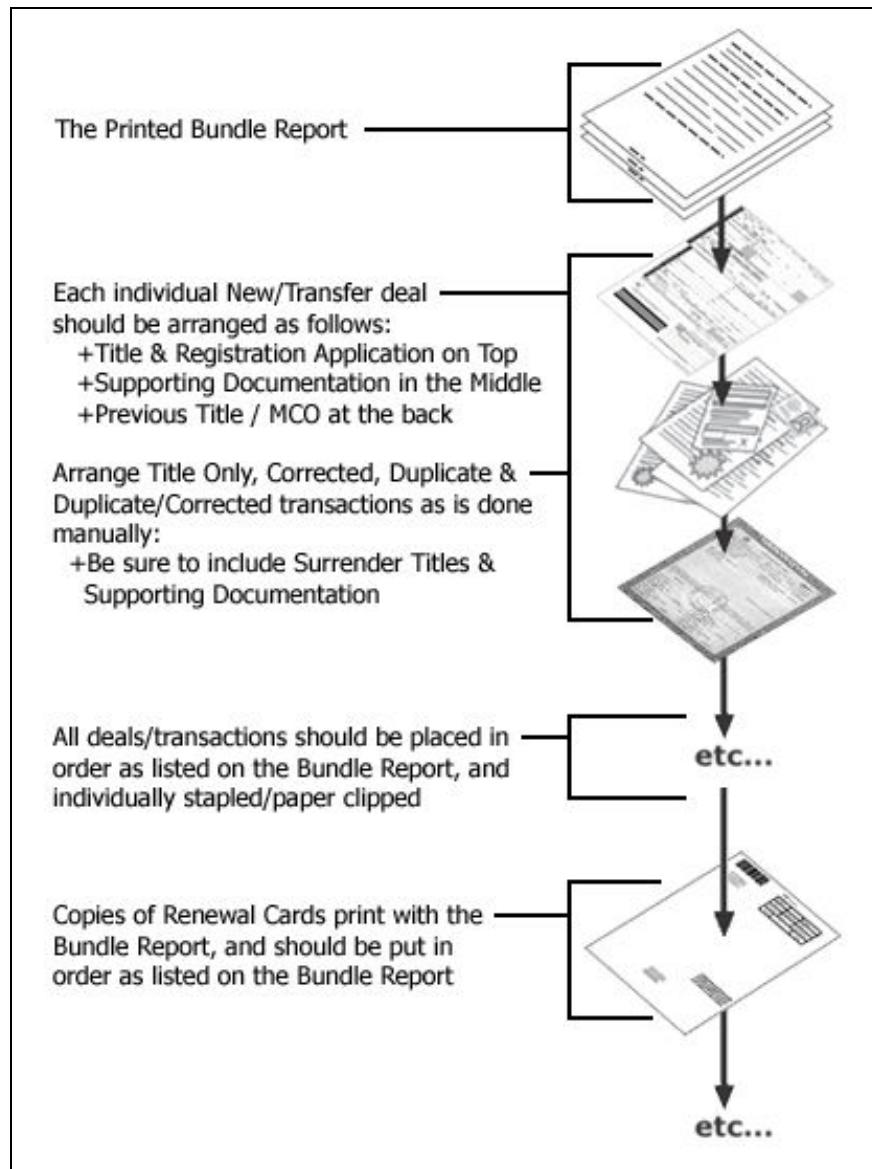 The Printed Bundle Report
Each individual New/Transfer deal
should be arranged as follows:
+Title & Registration Application on Top
+Supporting Documentation in the Middle
+Previous Title / MCO at the back
Arrange Title Only, Corrected, Duplicate &
Duplicate/Corrected transactions as is done
manually:
+Be sure to include Surrender Titles &
Supporting Documentation
All deals/transactions should be placed in
order as listed on the Bundle Report, and
individually stapled/paper clipped
etc...
Copies of Renewal Cards print with the
Bundle Report, and should be put in
order as listed on the Bundle Report
etc...